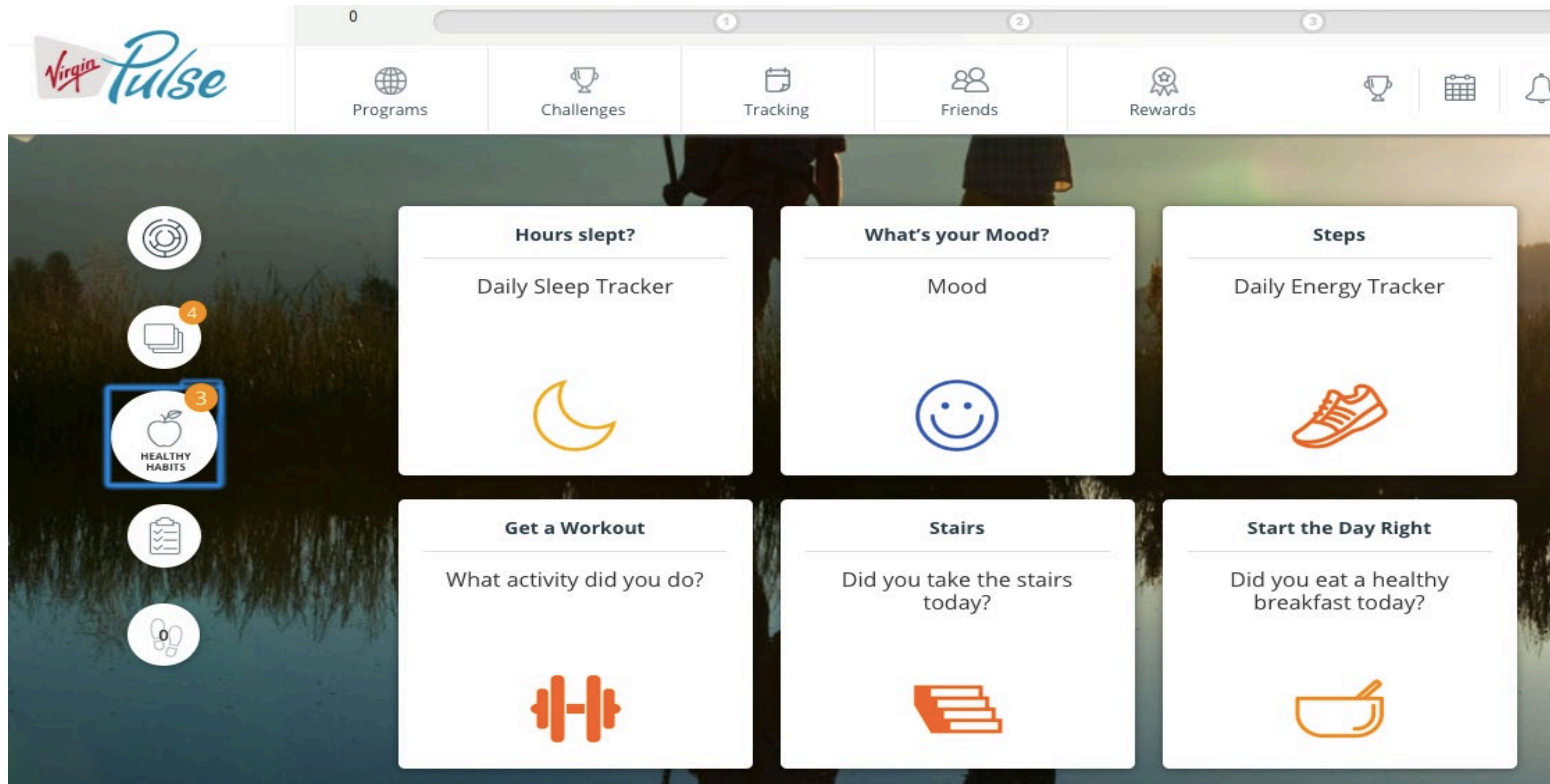 0
1
2
3
Virgin Pulse
Programs
Challenges
Tracking
Friends
Rewards
4
3
HEALTHY
HABITS
0
Hours slept?
Daily Sleep Tracker
What’s your Mood?
Mood
Steps
Daily Energy Tracker
Get a Workout
What activity did you do?
Stairs
Did you take the stairs
today?
Start the Day Right
Did you eat a healthy
breakfast today?